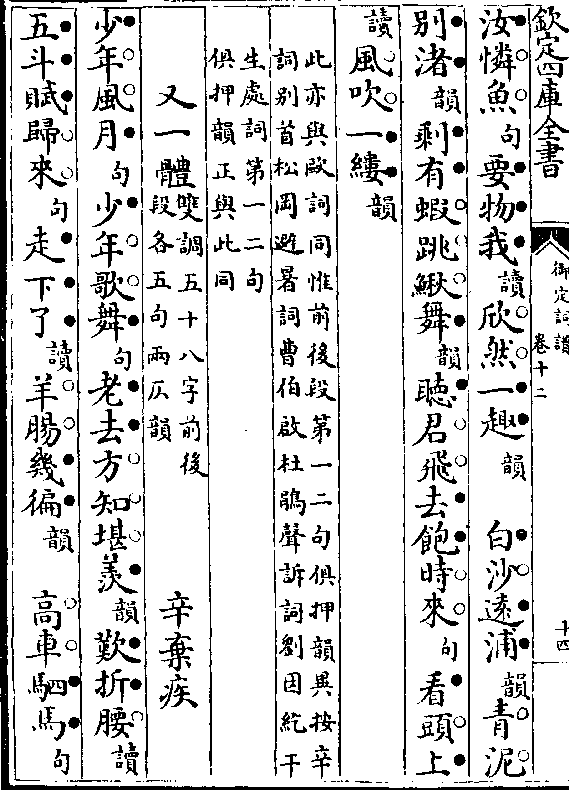 欽定四庫全書
御定詞譜
卷十二
十四
汝憐魚句要物我讀欣然一趣韻　白沙遠浦韻青泥
別渚韻剩有蝦跳鰍舞韻聽君飛去飽時來句看頭上
讀風吹一縷韻
此亦與歐詞同惟前後段第一二句俱押韻異按辛
詞別首松岡避暑詞曹伯啟杜鵑聲訴詞劉因紇干
生處詞第一二句
俱押韻正與此同
又一體
雙調五十八字前後
段各五句兩仄韻
辛棄疾
少年風月句少年歌舞句老去方知堪羨韻歎折腰讀
五斗賦歸來句走下了讀羊腸幾徧韻　高車駟馬句